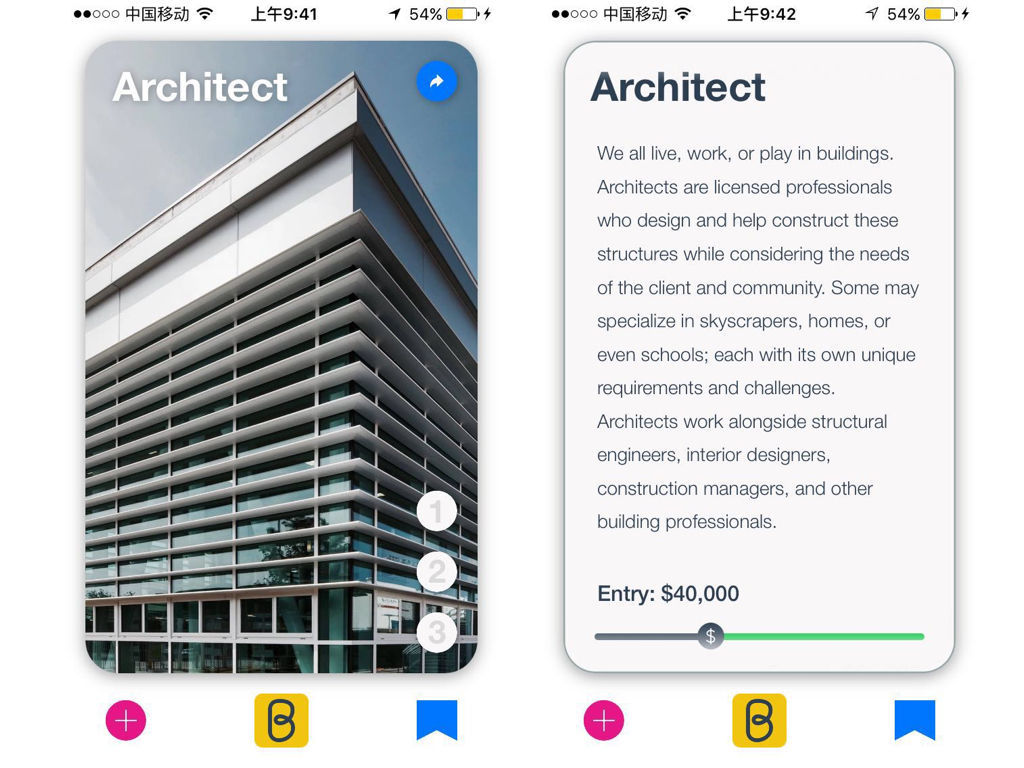 中国移动 上午9:41 54%
Architect
1
2
3
中国移动 上午9:42 54%
Architect
We all live, work, or play in buildings.
Architects are licensed professionals
who design and help construct these
structures while considering the needs
of the client and community. Some may
specialize in skyscrapers, homes, or
even schools; each with its own unique
requirements and challenges.
Architects work alongside structural
engineers, interior designers,
construction managers, and other
building professionals.
Entry: $40,000
$